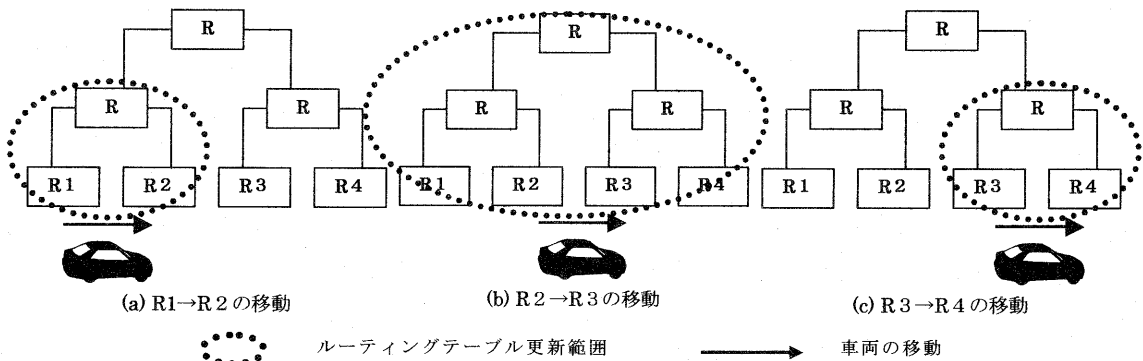 R
R
R
R1
R2
R3
R4
(a) R1→R2の移動
R
R
R
R1
R2
R3
R4
(b) R2→R3の移動
R
R
R
R1
R2
R3
R4
(c) R3→R4の移動
ルーティングテーブル更新範囲
車両の移動